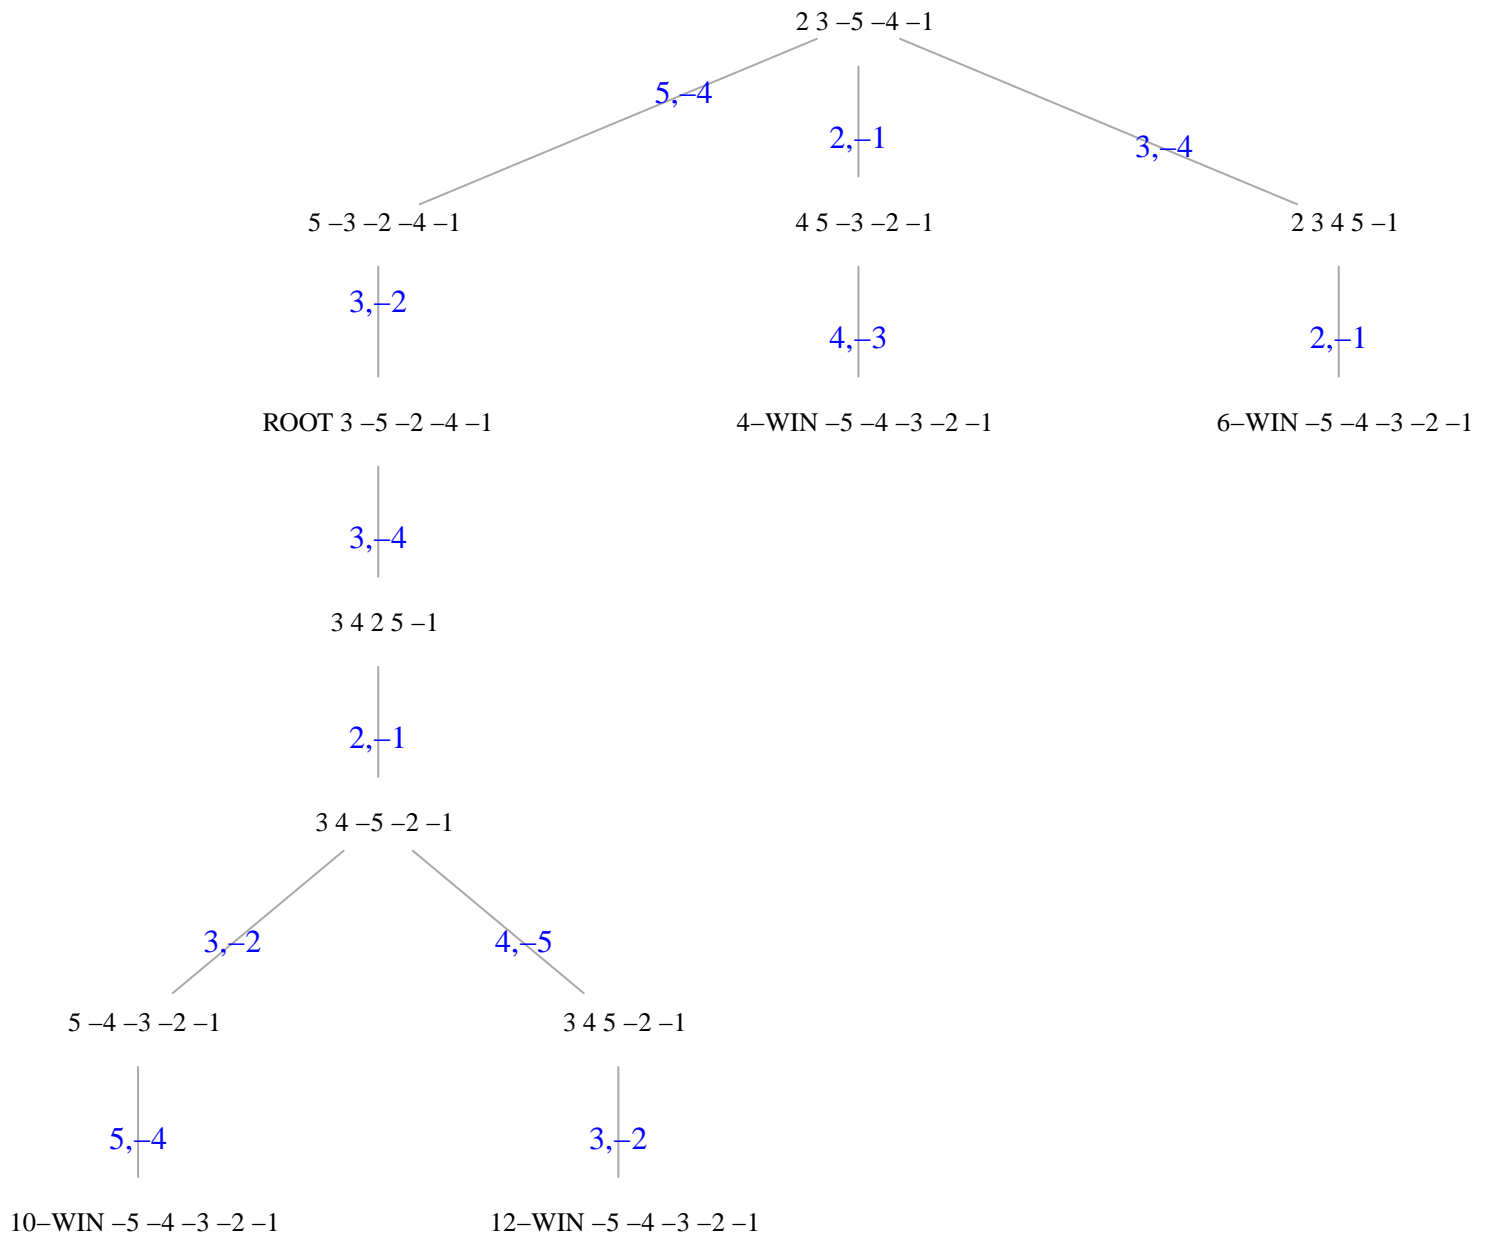 2 3 –5 –4 –1
5,–4
2,–1
3,–4
5 –3 –2 –4 –1
4 5 –3 –2 –1
2 3 4 5 –1
3,–2
4,–3
2,–1
ROOT 3 –5 –2 –4 –1
4–WIN –5 –4 –3 –2 –1
6–WIN –5 –4 –3 –2 –1
3,–4
3 4 2 5 –1
2,–1
3 4 –5 –2 –1
3,–2
4,–5
5 –4 –3 –2 –1
3 4 5 –2 –1
5,–4
3,–2
10–WIN –5 –4 –3 –2 –1
12–WIN –5 –4 –3 –2 –1